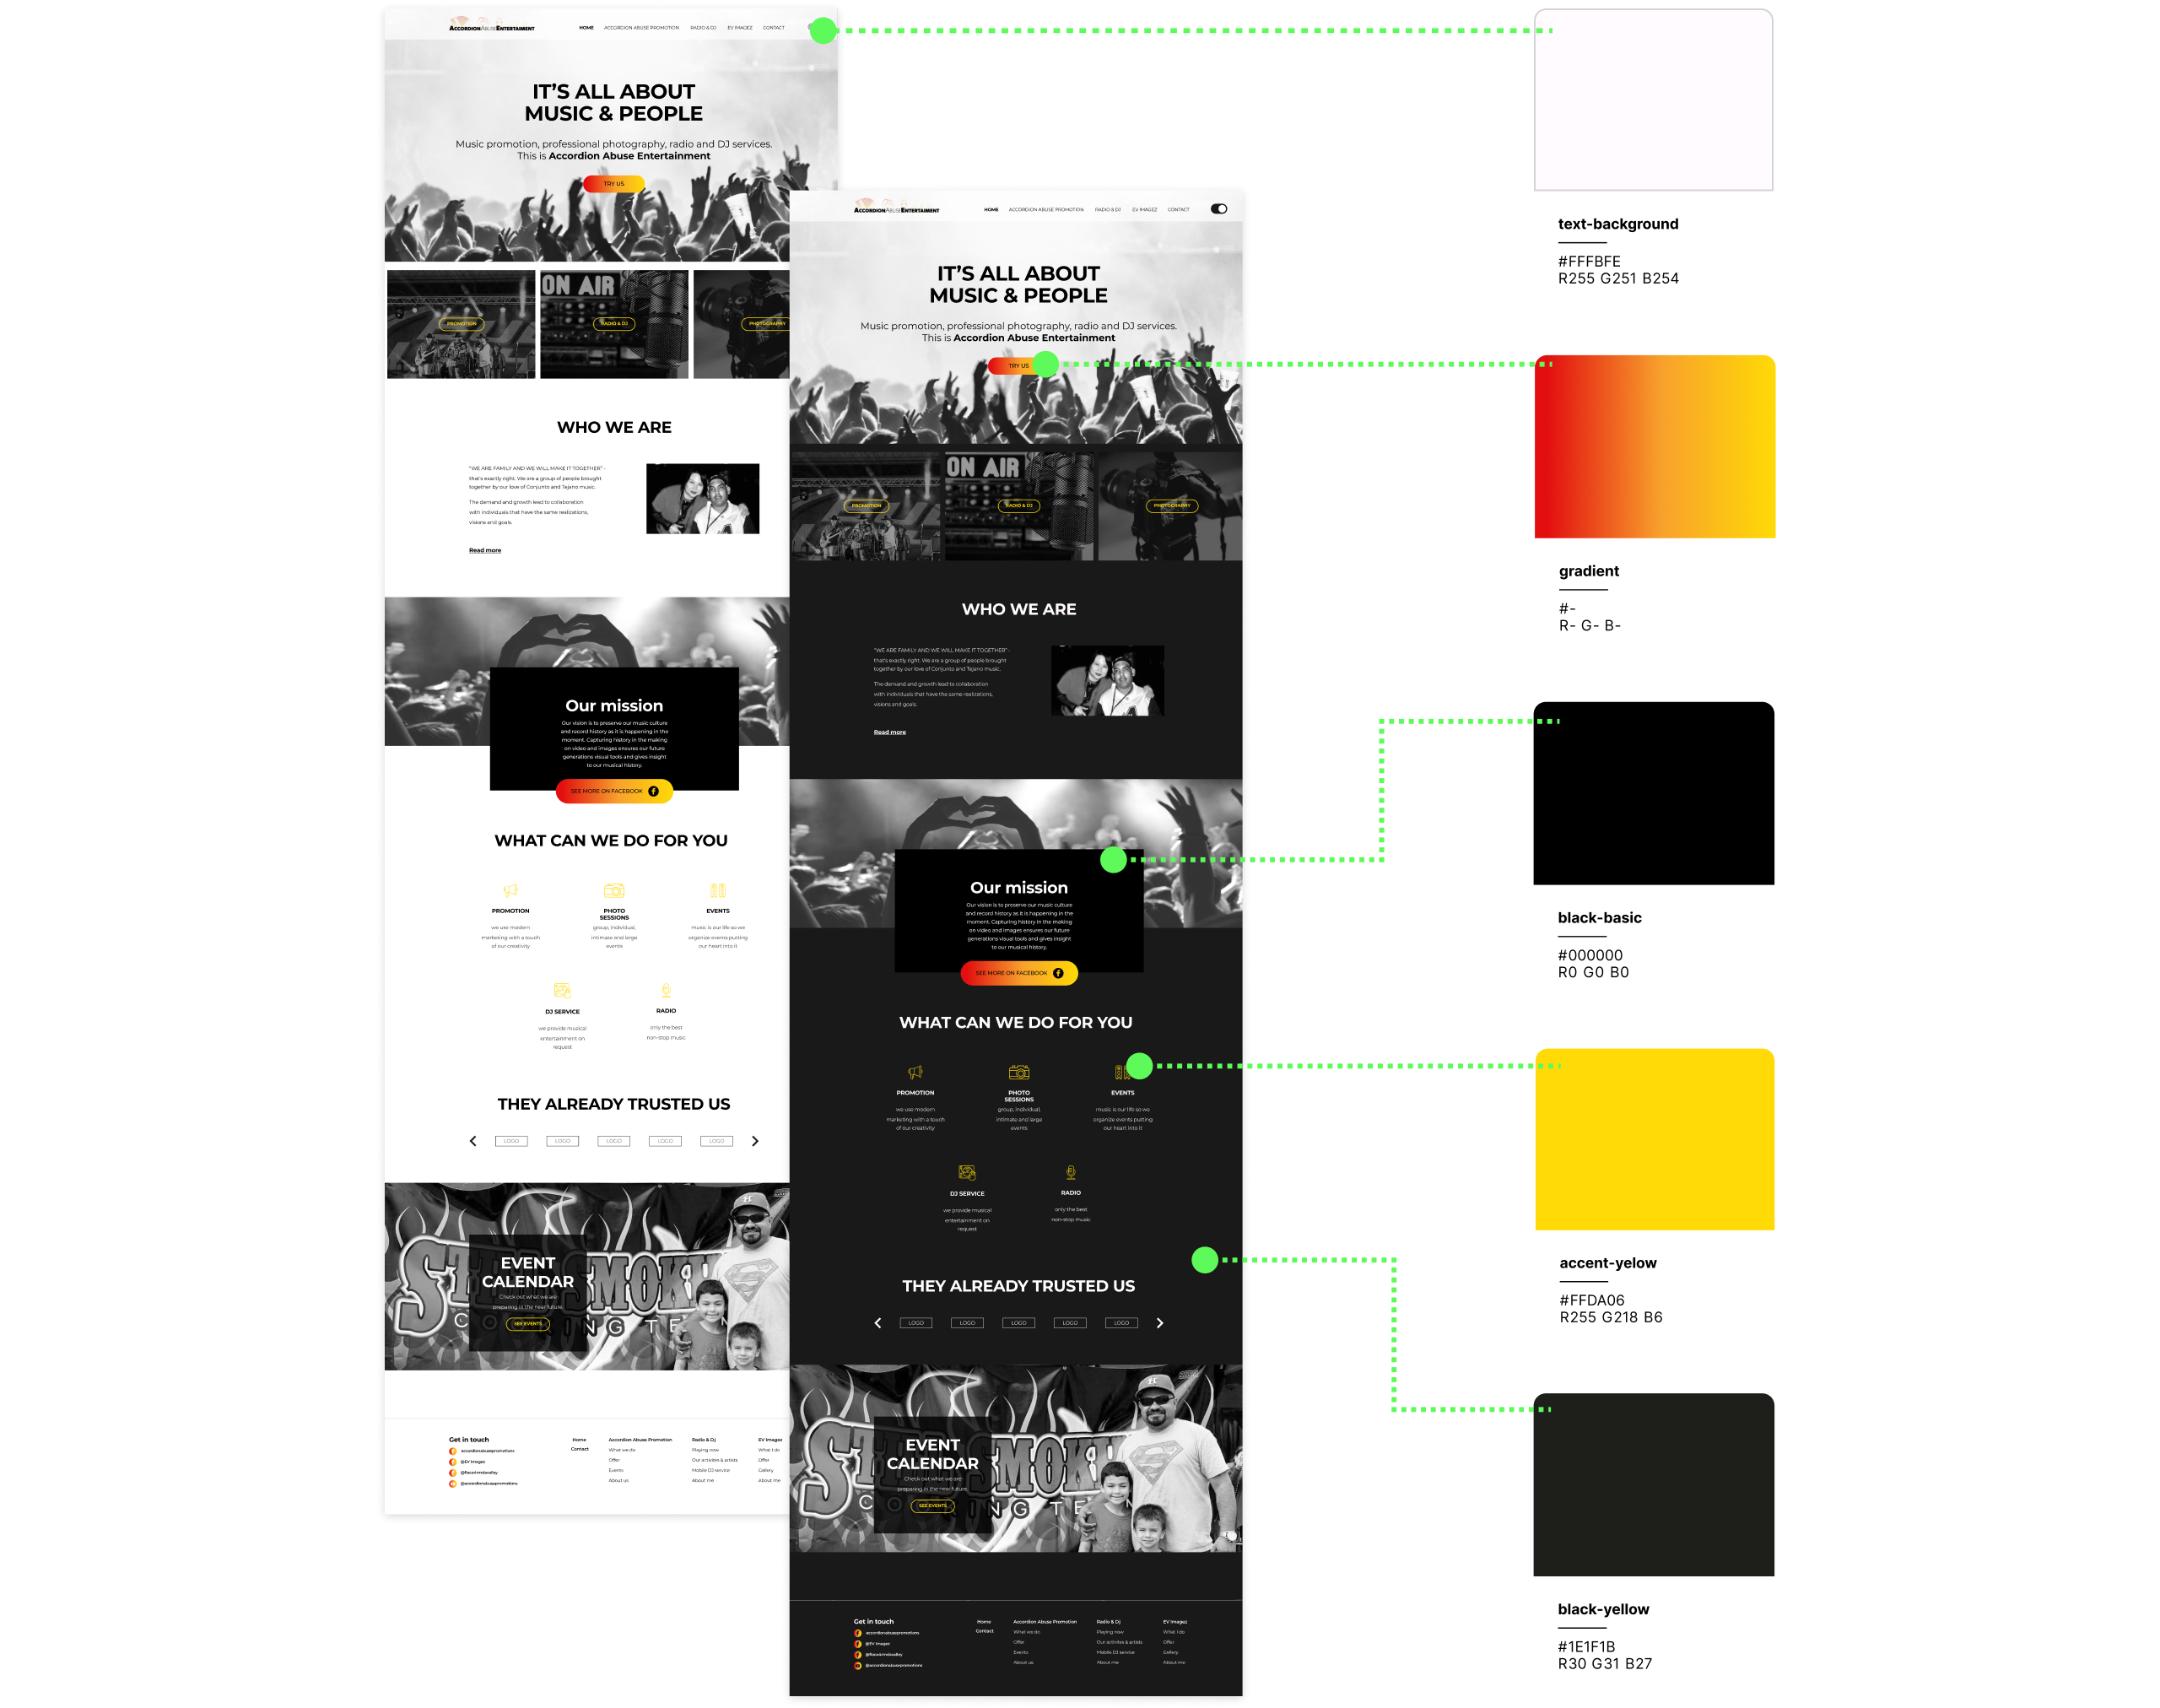 ACCORDIONABUSEENTERTAIMENT
HOME ACCORDION ABUSE PROMOTION RADIO & DJ EV IMAGEZ CONTACT
IT'S ALL ABOUT
MUSIC & PEOPLE
Music promotion, professional photography, radio and DJ services.
This is Accordion Abuse Entertainment
TRY US
PROMOTION
ON AIR
RADIO & DJ
PHOTOGRAPHY
WHO WE ARE
"WE ARE FAMILY AND WE WILL MAKE IT TOGETHER" -
that's exactly right. We are a group of people brought
together by our love of Conjunto and Tejano music.
The demand and growth lead to collaboration
with individuals that have the same realizations,
visions and goals.
Read more
Our mission
Our vision is to preserve our music culture
and record history as it is happening in the
moment. Capturing history in the making
on video and images ensures our future
generations visual tools and gives insight
to our musical history.
SEE MORE ON FACEBOOK
WHAT CAN WE DO FOR YOU
PROMOTION
we use modern
marketing with a touch
of our creativity
PHOTO
SESSIONS
group, individual,
intimate and large
events
EVENTS
music is our life so we
organize events putting
our heart into it
DJ SERVICE
we provide musical
entertainment on
request
RADIO
only the best
non-stop music
THEY ALREADY TRUSTED US
LOGO LOGO LOGO LOGO LOGO
EVENT
CALENDAR
Check out what we are
preparing in the near future
SEE EVENTS
Get in touch
accordionabusepromotions
@EV Imagez
@accordionabusepromotions
Home
Contact
Accordion Abuse Promotion
What we do
Offer
Events
About us
Radio & Dj
Playing now
Our activites & artists
Mobile DJ service
About me
EV Imagez
What I do
Offer
Gallery
About me
ACCORDIONABUSEENTERTAIMENT
HOME ACCORDION ABUSE PROMOTION RADIO & DJ EV IMAGEZ CONTACT
IT'S ALL ABOUT
MUSIC & PEOPLE
Music promotion, professional photography, radio and DJ services.
This is Accordion Abuse Entertainment
TRY US
PROMOTION
ON AIR
RADIO & DJ
PHOTOGRAPHY
WHO WE ARE
"WE ARE FAMILY AND WE WILL MAKE IT TOGETHER" -
that's exactly right. We are a group of people brought
together by our love of Conjunto and Tejano music.
The demand and growth lead to collaboration
with individuals that have the same realizations,
visions and goals.
Read more
Our mission
Our vision is to preserve our music culture
and record history as it is happening in the
moment. Capturing history in the making
on video and images ensures our future
generations visual tools and gives insight
to our musical history.
SEE MORE ON FACEBOOK
WHAT CAN WE DO FOR YOU
PROMOTION
we use modern
marketing with a touch
of our creativity
PHOTO
SESSIONS
group, individual,
intimate and large
events
EVENTS
music is our life so we
organize events putting
our heart into it
DJ SERVICE
we provide musical
entertainment on
request
RADIO
only the best
non-stop music
THEY ALREADY TRUSTED US
LOGO LOGO LOGO LOGO LOGO
EVENT
CALENDAR
Check out what we are
preparing in the near future
SEE EVENTS
Get in touch
accordionabusepromotions
@EV Imagez
@accordionabusepromotions
Home
Contact
Accordion Abuse Promotion
What we do
Offer
Events
About us
Radio & Dj
Playing now
Our activites & artists
Mobile DJ service
About me
EV Imagez
What I do
Offer
Gallery
About me
text-background
#FFFBFE
R255 G251 B254
gradient
#-
R- G- B-
black-basic
#000000
R0 G0 B0
accent-yelow
#FFDA06
R255 G218 B6
black-yellow
#1E1F1B
R30 G31 B27